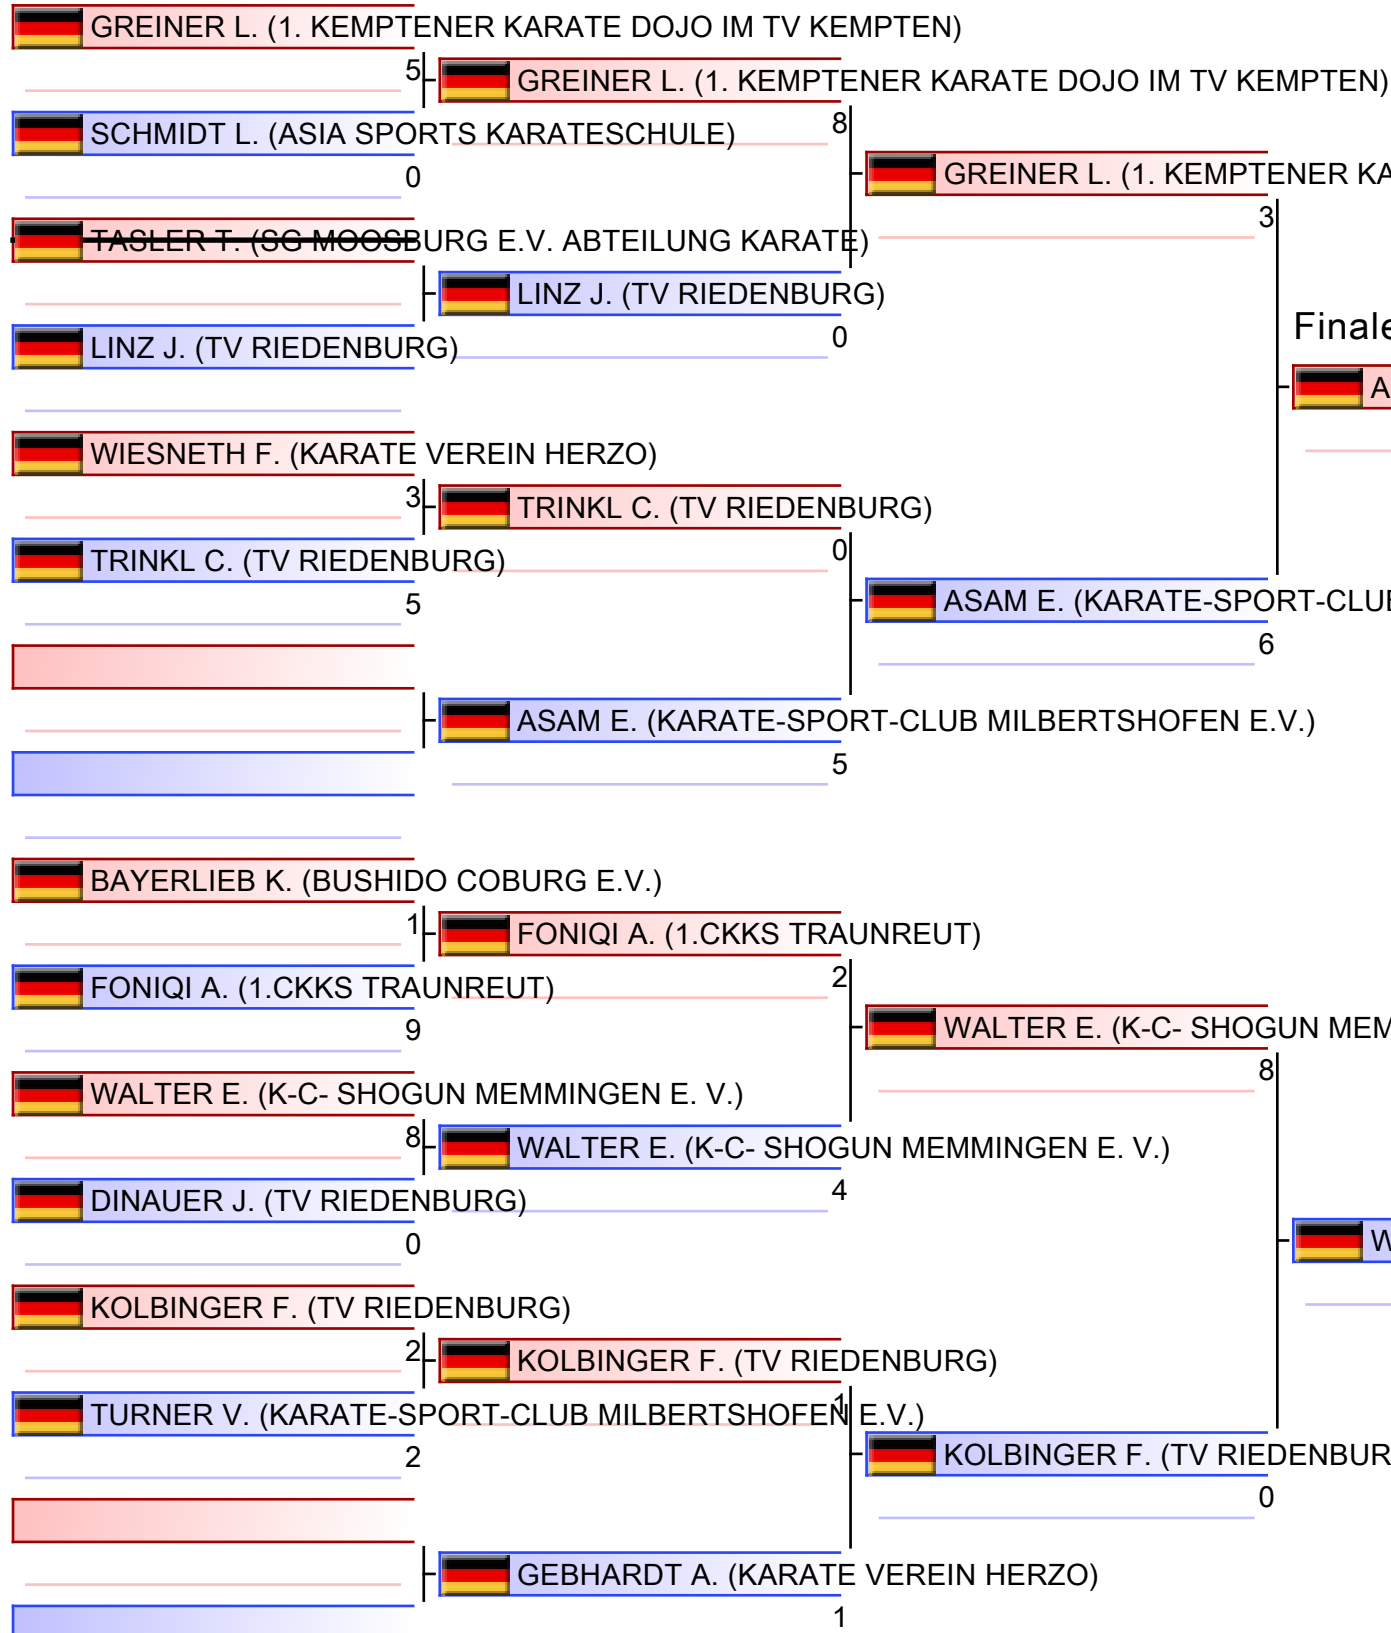 GREINER L. (1. KEMPTENER KARATE DOJO IM TV KEMPTEN)
5
GREINER L. (1. KEMPTENER KARATE DOJO IM TV KEMPTEN)
SCHMIDT L. (ASIA SPORTS KARATESCHULE)
8
0
GREINER L. (1. KEMPTENER KA
3
TASLER T. (SG MOOSBURG E.V. ABTEILUNG KARATE)
LINZ J. (TV RIEDENBURG)
0
Finale
LINZ J. (TV RIEDENBURG)
A
WIESNETH F. (KARATE VEREIN HERZO)
3
TRINKL C. (TV RIEDENBURG)
0
TRINKL C. (TV RIEDENBURG)
5
ASAM E. (KARATE-SPORT-CLUB
6
ASAM E. (KARATE-SPORT-CLUB MILBERTSHOFEN E.V.)
5
BAYERLIEB K. (BUSHIDO COBURG E.V.)
1
FONIQI A. (1.CKKS TRAUNREUT)
2
FONIQI A. (1.CKKS TRAUNREUT)
9
WALTER E. (K-C- SHOGUN MEM
8
WALTER E. (K-C- SHOGUN MEMMINGEN E. V.)
8
WALTER E. (K-C- SHOGUN MEMMINGEN E. V.)
4
DINAUER J. (TV RIEDENBURG)
0
W
KOLBINGER F. (TV RIEDENBURG)
2
KOLBINGER F. (TV RIEDENBURG)
1
TURNER V. (KARATE-SPORT-CLUB MILBERTSHOFEN E.V.)
2
KOLBINGER F. (TV RIEDENBUR
0
GEBHARDT A. (KARATE VEREIN HERZO)
1